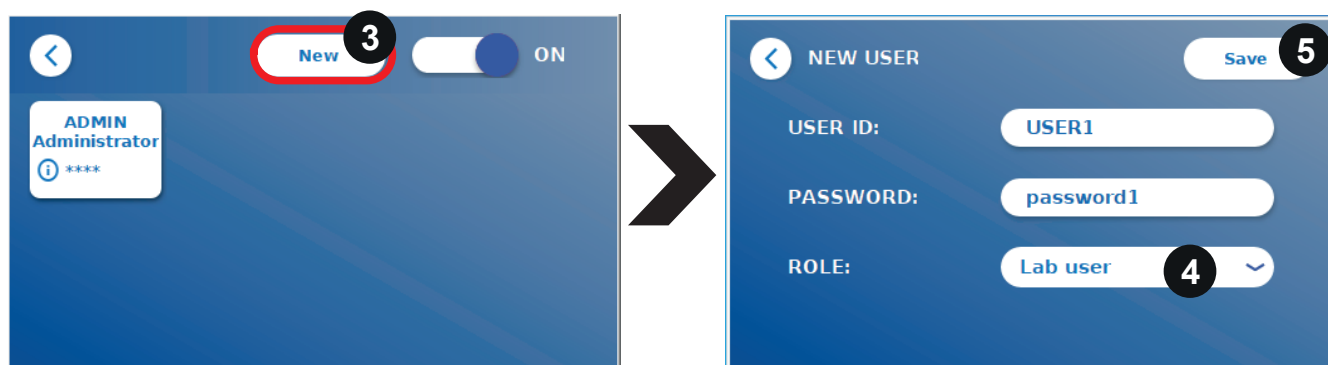 New 3 ON
ADMIN
Administrator
i ****
NEW USER Save 5
USER ID: USER1
PASSWORD: password1
ROLE: Lab user 4